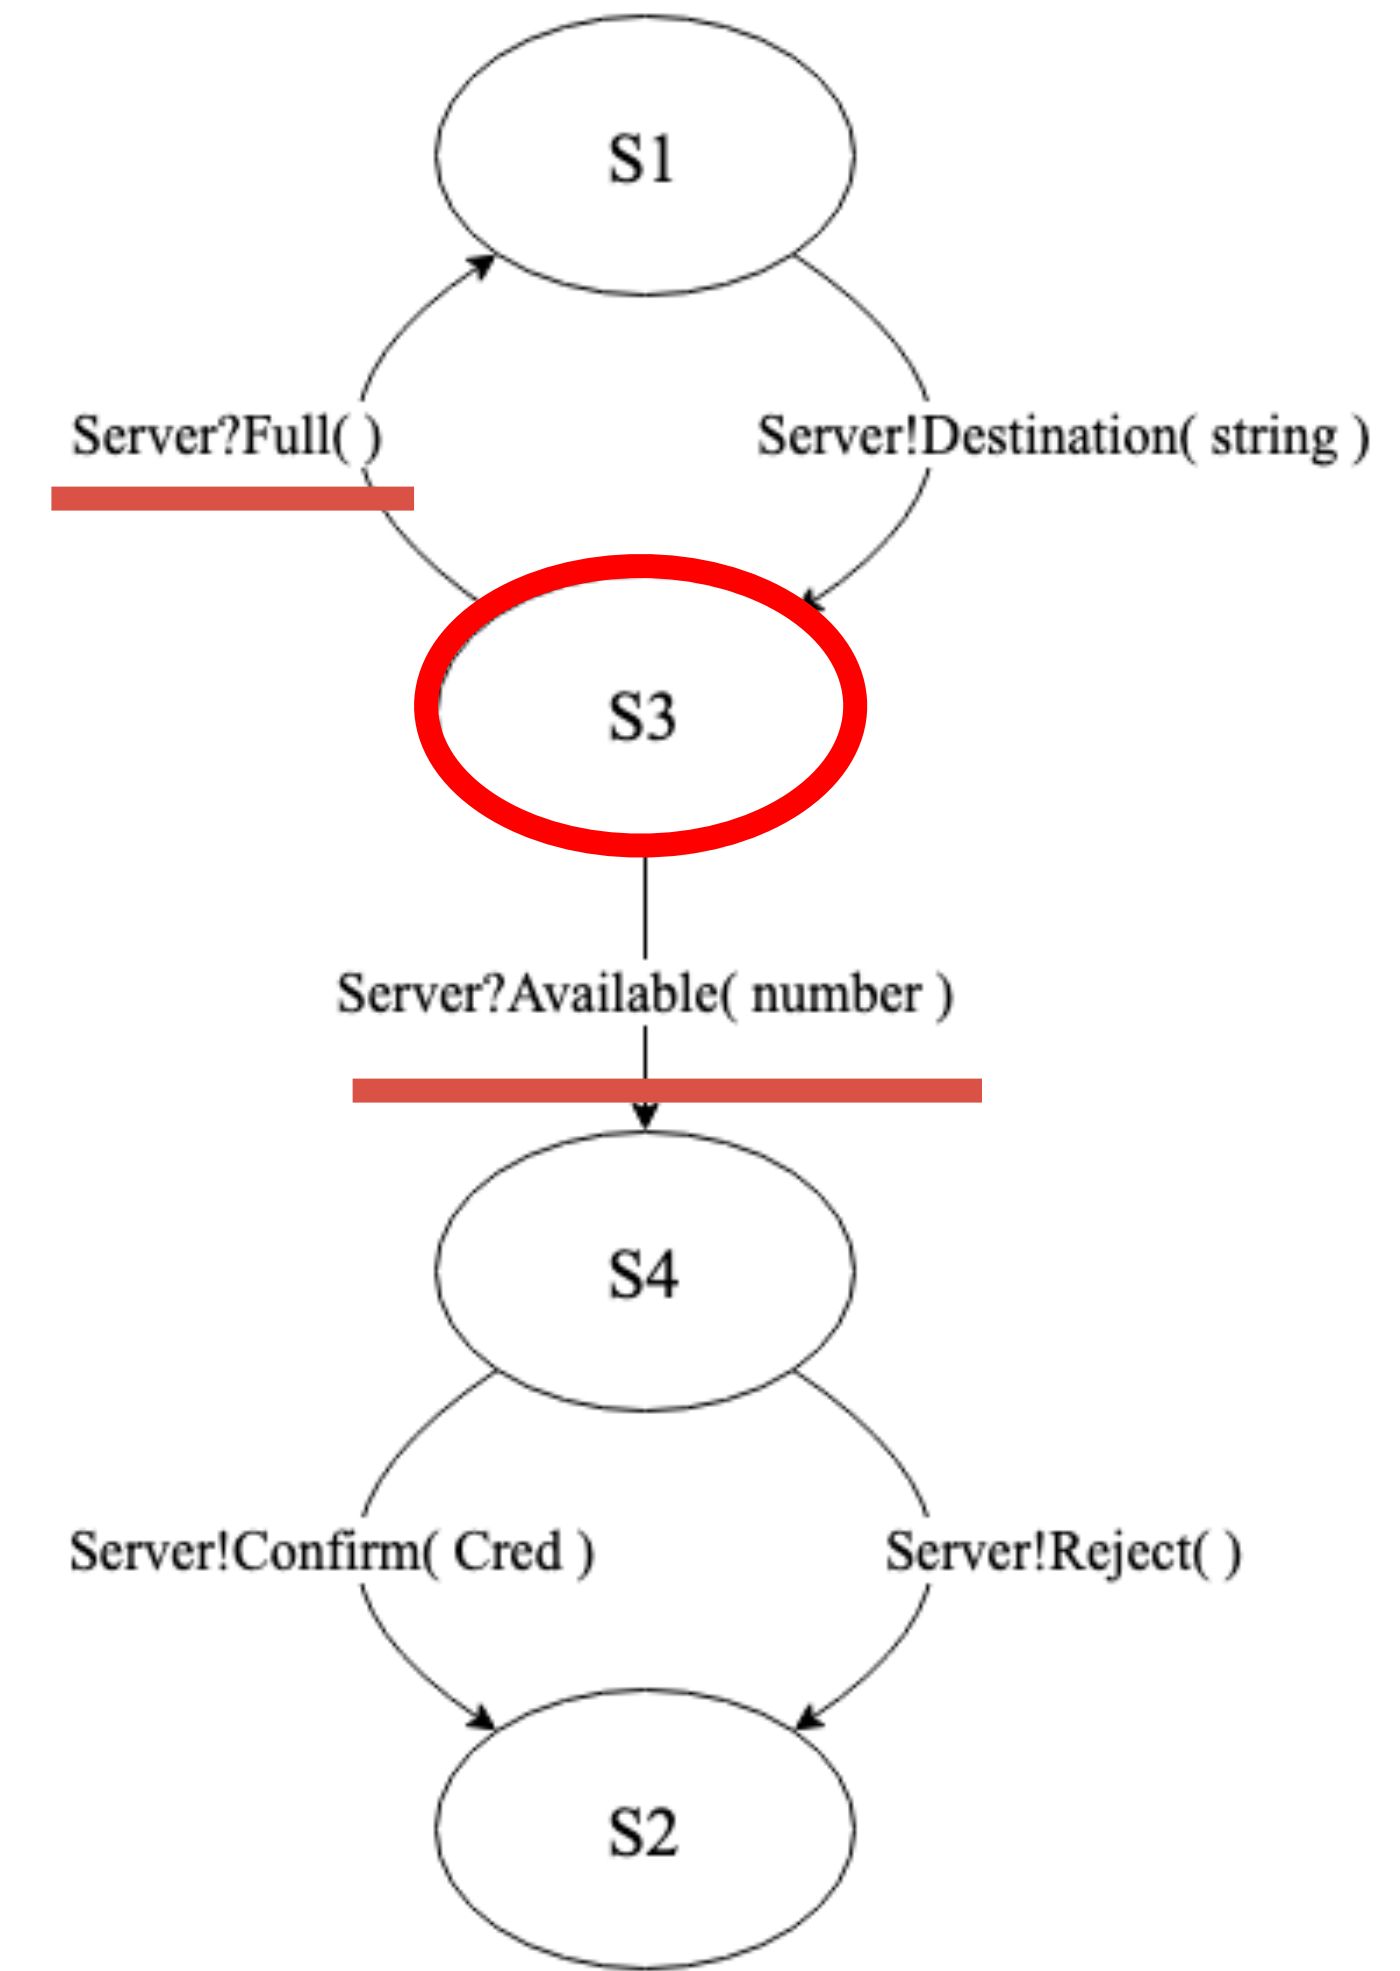 S1
Server?Full( )
Server!Destination( string )
S3
Server?Available( number )
S4
Server!Confirm( Cred )
Server!Reject( )
S2